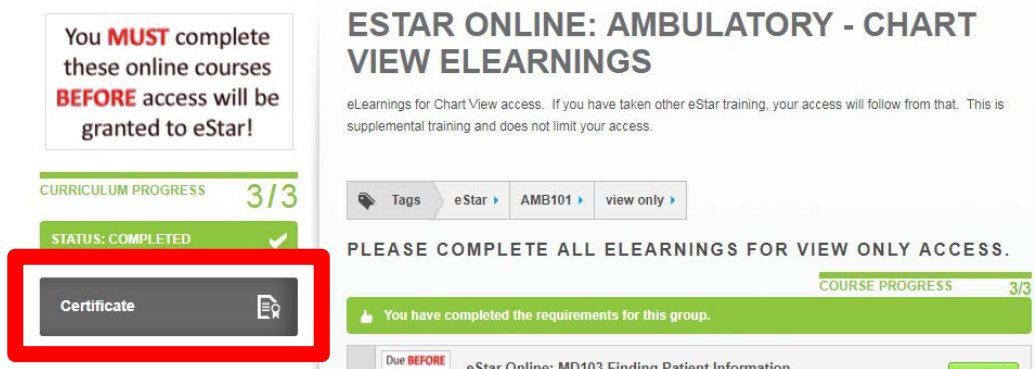 You MUST complete
these online courses
BEFORE access will be
granted to eStar!
CURRICULUM PROGRESS 3/3
STATUS: COMPLETED
Certificate
ESTAR ONLINE: AMBULATORY - CHART
VIEW ELEARNINGS
eLearnings for Chart View access. If you have taken other eStar training, your access will follow from that. This is
supplemental training and does not limit your access.
Tags eStar AMB101 view only
PLEASE COMPLETE ALL ELEARNINGS FOR VIEW ONLY ACCESS.
COURSE PROGRESS 3/3
You have completed the requirements for this group.
Due BEFORE
eStar Online: MD103 Finding Patient Information